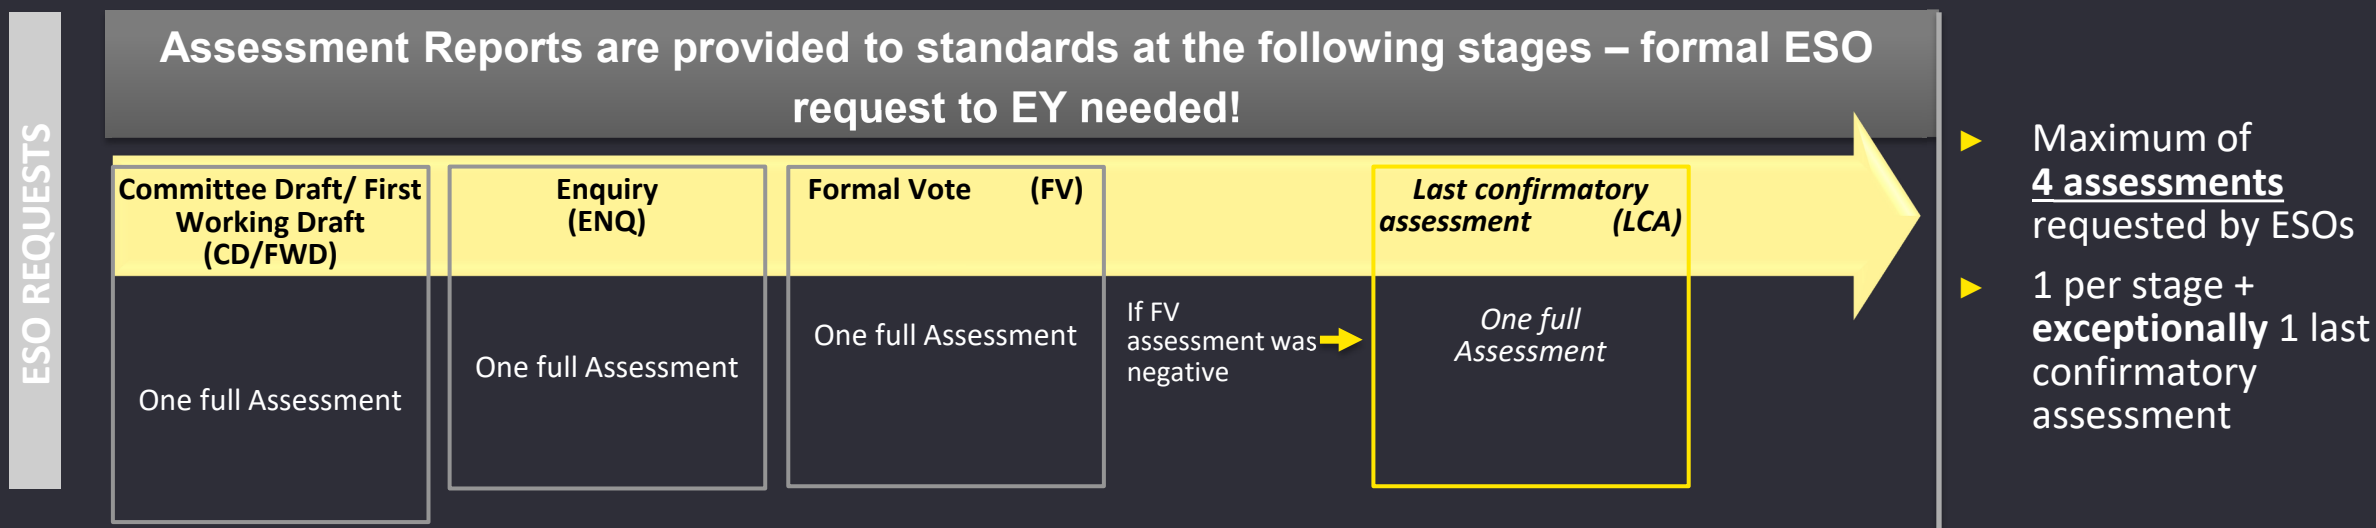 ESO REQUESTS
Assessment Reports are provided to standards at the following stages – formal ESO
request to EY needed!
Committee Draft/ First
Working Draft
(CD/FWD)
One full Assessment
Enquiry
(ENQ)
One full Assessment
Formal Vote (FV)
One full Assessment
If FV
assessment was
negative
Last confirmatory
assessment (LCA)
One full
Assessment
► Maximum of
4 assessments
requested by ESOs
► 1 per stage +
exceptionally 1 last
confirmatory
assessment